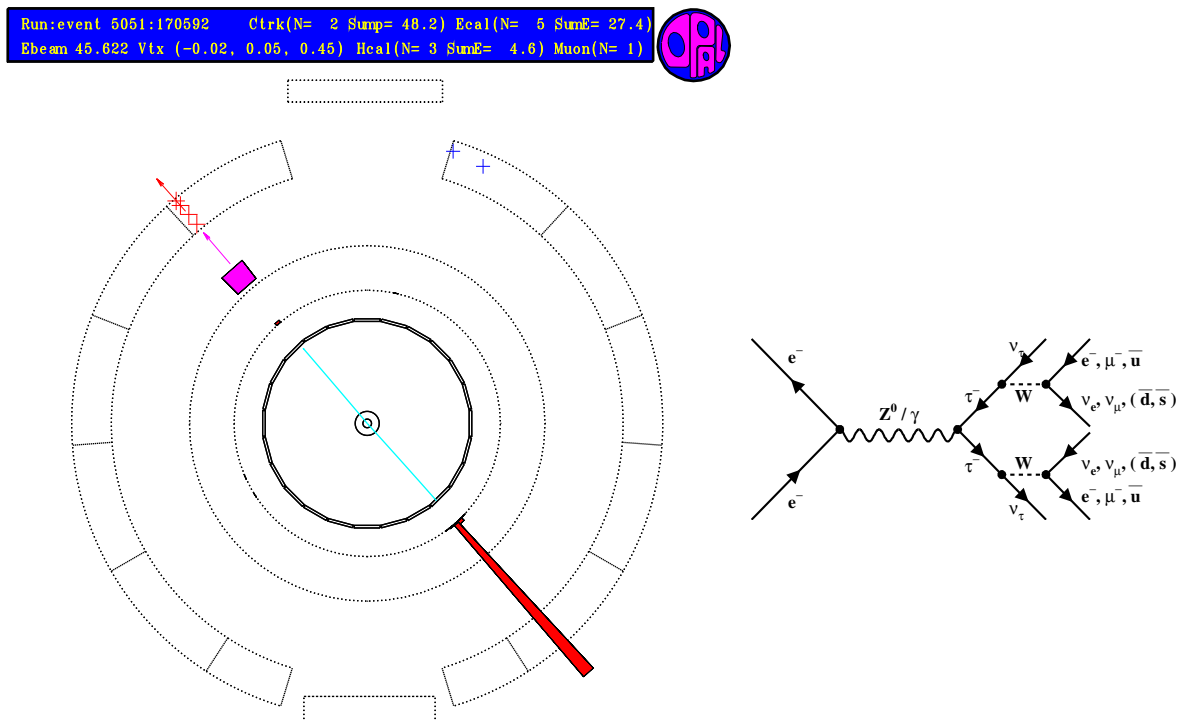 Run:event 5051:170592 Ctrk(N= 2 Sump= 48.2) Ecal(N= 5 SumE= 27.4)
Ebeam 45.622 Vtx (-0.02, 0.05, 0.45) Hcal(N= 3 SumE= 4.6) Muon(N= 1)
OPAL
e⁻
e⁻
Z⁰ / γ
τ⁻
τ⁻
ν_τ
W
e⁻, μ⁻, u̅
ν_e, ν_μ, (d̅, s̅)
W
ν_e, ν_μ, (d̅, s̅)
e⁻, μ⁻, u̅
ν_τ